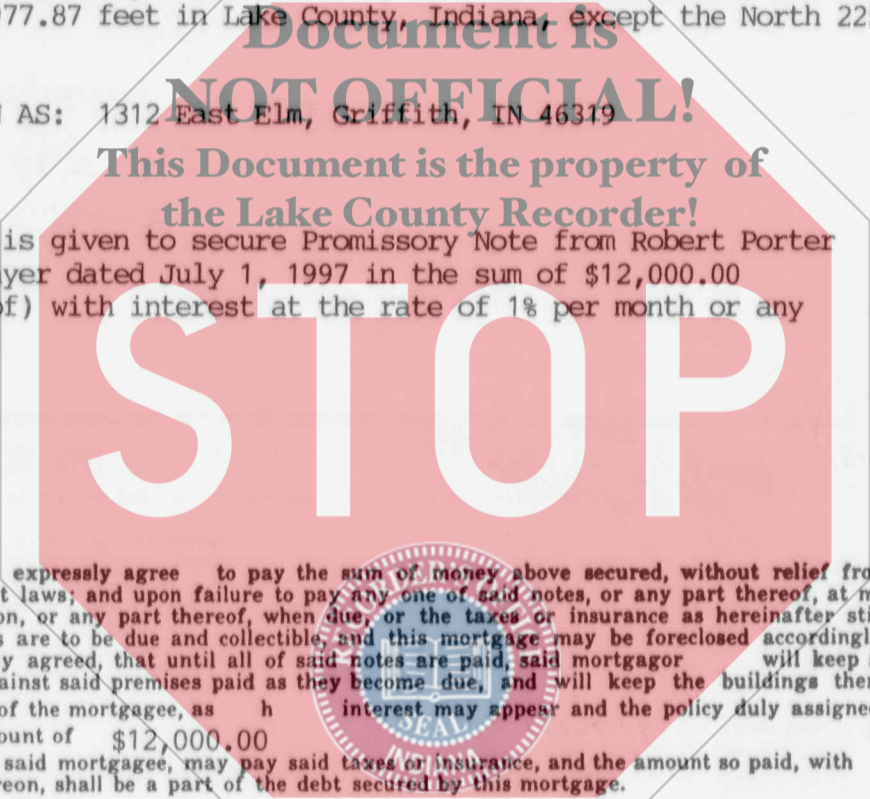 977.87 feet in Lake County, Indiana, except the North 22
Document is
NOT OFFICIAL!
AS: 1312 East Elm, Griffith, IN 46319
This Document is the property of
the Lake County Recorder!
is given to secure Promissory Note from Robert Porter
yer dated July 1, 1997 in the sum of $12,000.00
of) with interest at the rate of 1% per month or any
STOP
expressly agree to pay the sum of money above secured, without relief fro
t laws; and upon failure to pay any one of said notes, or any part thereof, at m
on, or any part thereof, when due, or the taxes or insurance as hereinafter sti
s are to be due and collectible, and this mortgage may be foreclosed accordingl
y agreed, that until all of said notes are paid, said mortgagor will keep
ainst said premises paid as they become due, and will keep the buildings ther
of the mortgagee, as h interest may appear and the policy duly assigne
ount of $12,000.00
said mortgagee, may pay said taxes or insurance, and the amount so paid, with
reon, shall be a part of the debt secured by this mortgage.
SEAL
INDIANA